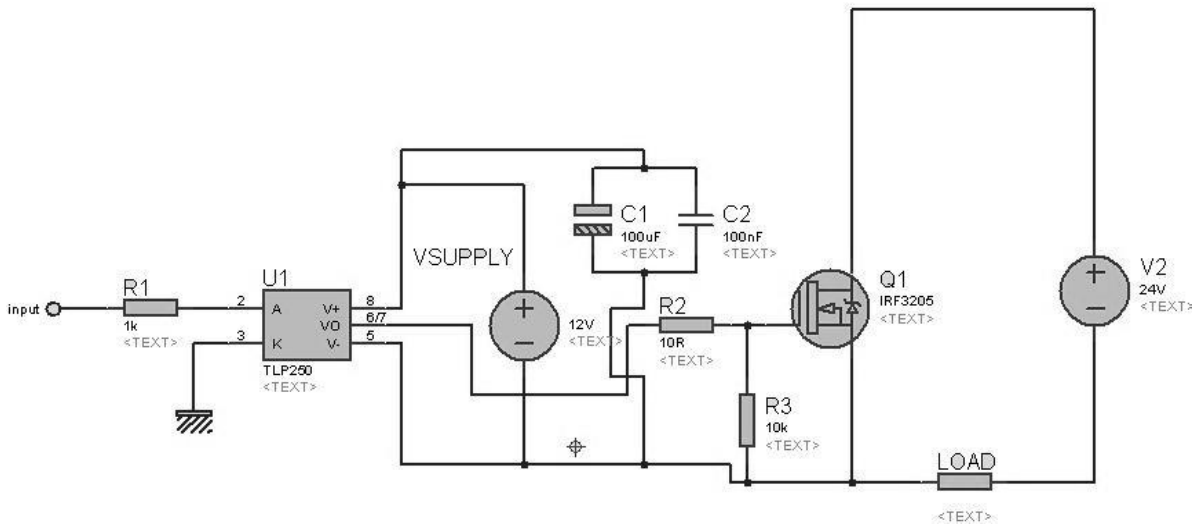 input
R1
1k
<TEXT>
U1
2
3
A
K
V+
VO
V-
8
6/7
5
TLP250
<TEXT>
VSUPPLY
12V
<TEXT>
C1
100uF
<TEXT>
C2
100nF
<TEXT>
R2
10R
<TEXT>
R3
10k
<TEXT>
Q1
IRF3205
<TEXT>
V2
24V
<TEXT>
LOAD
<TEXT>